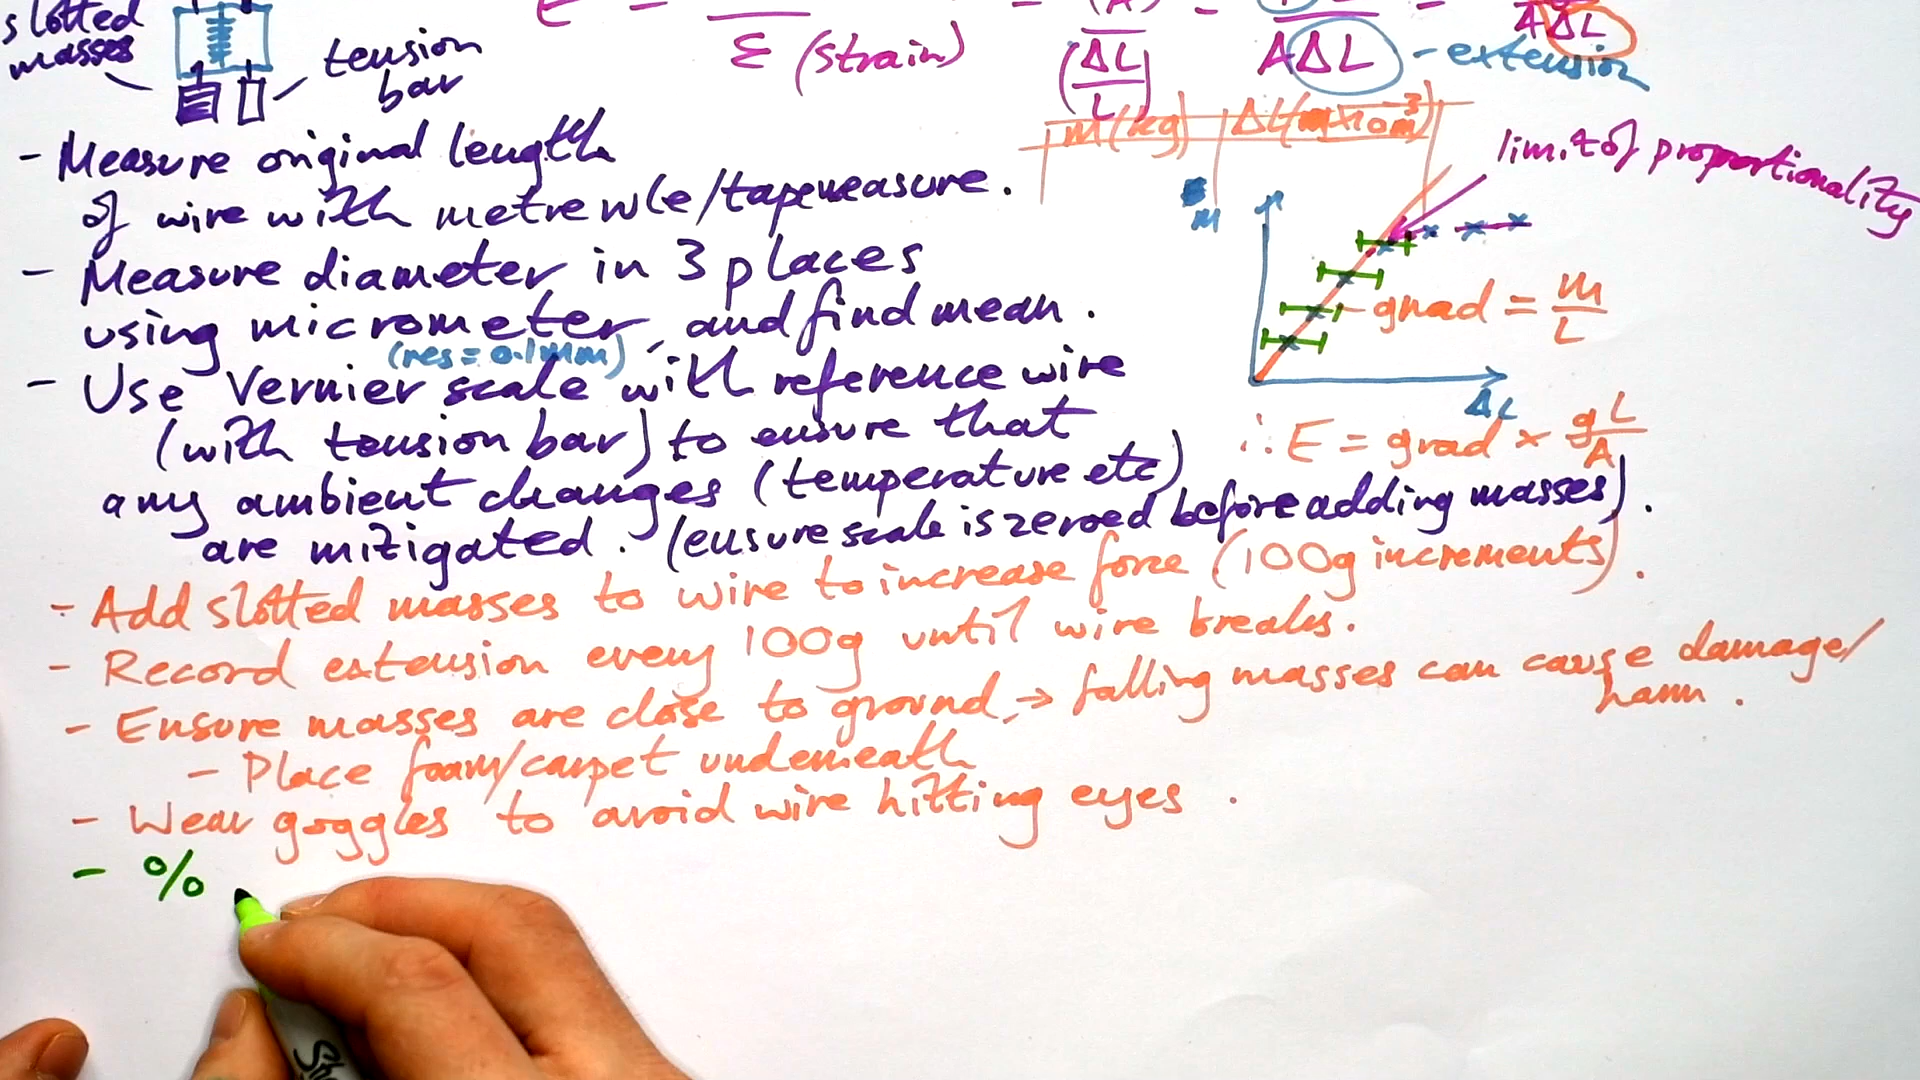 slotted
masses
tension
bar
Σ (strain)
(ΔL/L)
AΔL
AΔL
- extension
- Measure original length
of wire with metre rule/tapemeasure.
- Measure diameter in 3 places
using micrometer, and find mean.
(res = 0.1mm)
- Use Vernier scale with reference wire
(with tension bar) to ensure that
any ambient changes (temperature etc)
are mitigated. (ensure scale is zeroed before adding masses).
m(kg)
limit of proportionality
m
grad = m/L
ΔL
∴ E = grad × gL/A
- Add slotted masses to wire to increase force (100g increments).
- Record extension every 100g until wire breaks.
- Ensure masses are close to ground, → falling masses can cause damage/
harm.
- Place foam/carpet underneath
- Wear goggles to avoid wire hitting eyes.
- %